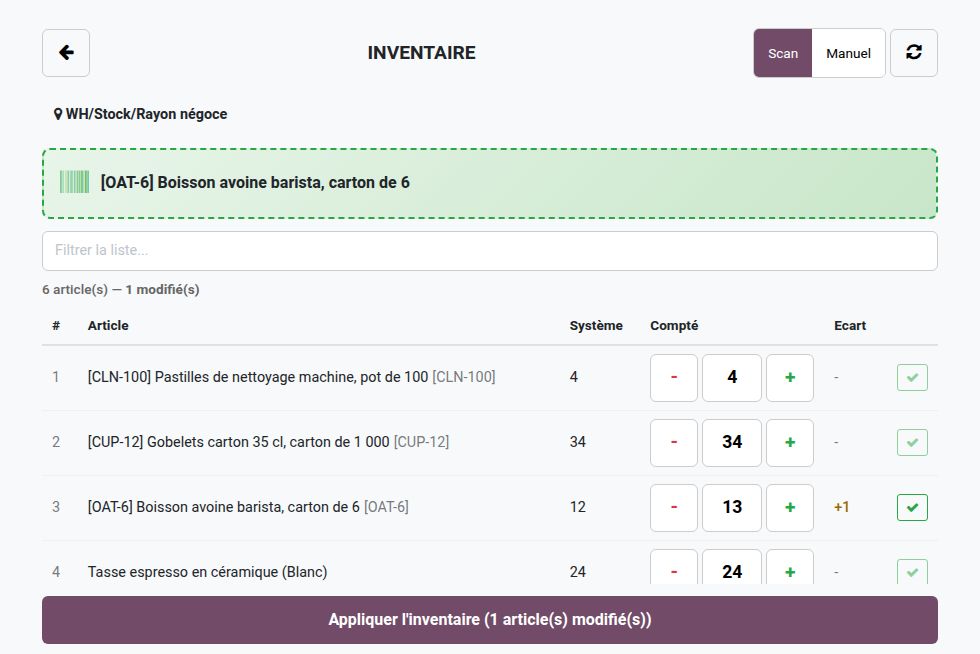 INVENTAIRE
Scan
Manuel
WH/Stock/Rayon négoce
[OAT-6] Boisson avoine barista, carton de 6
Filtrer la liste...
6 article(s) — 1 modifié(s)
# Article Système Compté Ecart
1 [CLN-100] Pastilles de nettoyage machine, pot de 100 [CLN-100] 4 - 4 + -
2 [CUP-12] Gobelets carton 35 cl, carton de 1 000 [CUP-12] 34 - 34 + -
3 [OAT-6] Boisson avoine barista, carton de 6 [OAT-6] 12 - 13 + +1
4 Tasse espresso en céramique (Blanc) 24 - 24 + -
Appliquer l'inventaire (1 article(s) modifié(s))